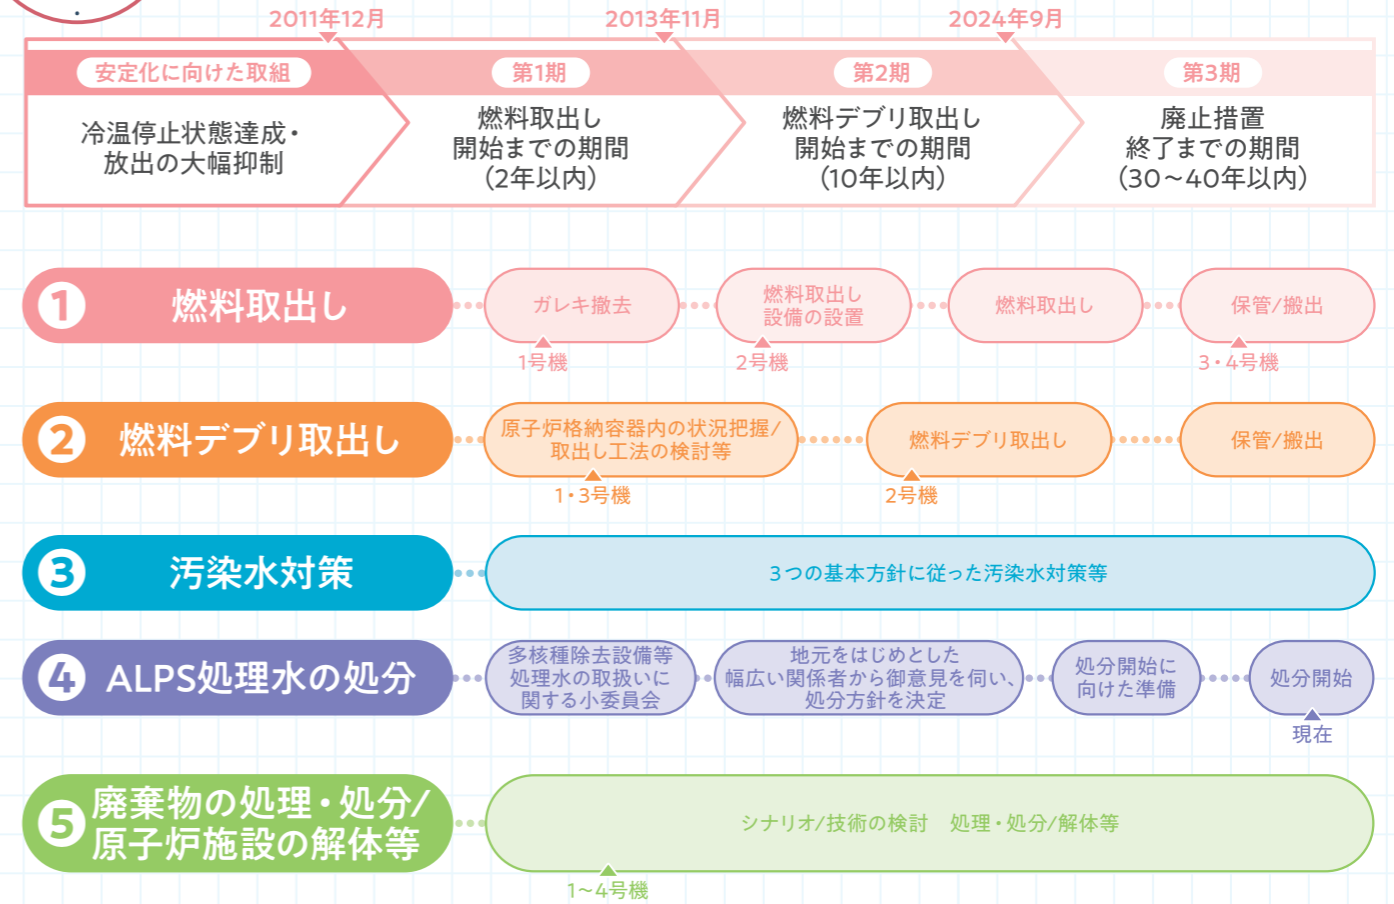 2011年12月
2013年11月
2024年9月
安定化に向けた取組
冷温停止状態達成・
放出の大幅抑制
第1期
燃料取出し
開始までの期間
(2年以内)
第2期
燃料デブリ取出し
開始までの期間
(10年以内)
第3期
廃止措置
終了までの期間
(30〜40年以内)
1 燃料取出し
ガレキ撤去
1号機
燃料取出し
設備の設置
2号機
燃料取出し
保管/搬出
3・4号機
2 燃料デブリ取出し
原子炉格納容器内の状況把握/
取出し工法の検討等
1・3号機
燃料デブリ取出し
2号機
保管/搬出
3 汚染水対策
3つの基本方針に従った汚染水対策等
4 ALPS処理水の処分
多核種除去設備等
処理水の取扱いに
関する小委員会
地元をはじめとした
幅広い関係者から御意見を伺い、
処分方針を決定
処分開始に
向けた準備
処分開始
現在
5 廃棄物の処理・処分/
原子炉施設の解体等
シナリオ/技術の検討　処理・処分/解体等
1〜4号機